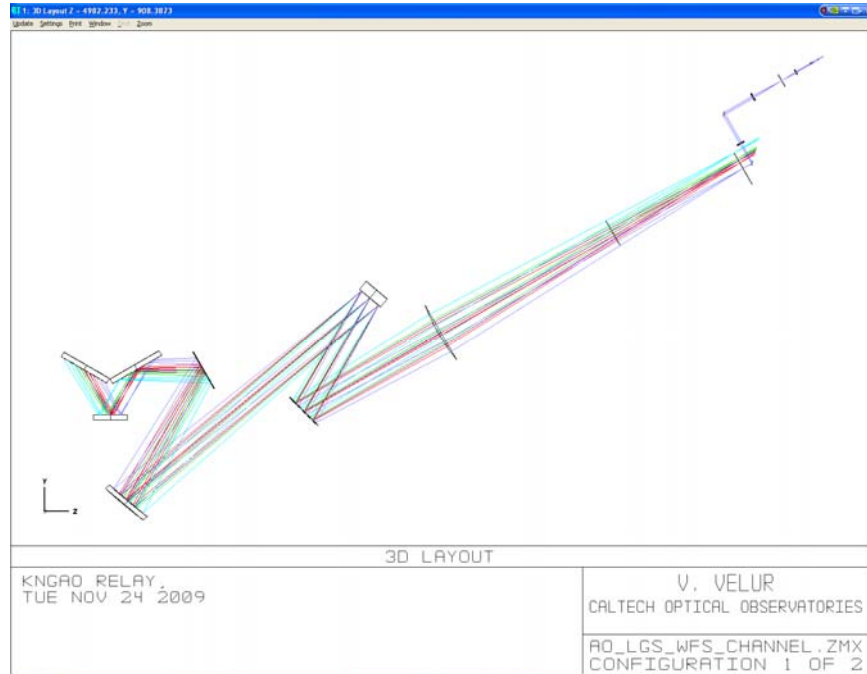 1: 3D Layout Z = 4982.233, Y = 908.3873
Update Settings Print Window Text Zoom
Y
Z
3D LAYOUT
KNGAO RELAY.
TUE NOV 24 2009
V. VELUR
CALTECH OPTICAL OBSERVATORIES
AO_LGS_WFS_CHANNEL.ZMX
CONFIGURATION 1 OF 2